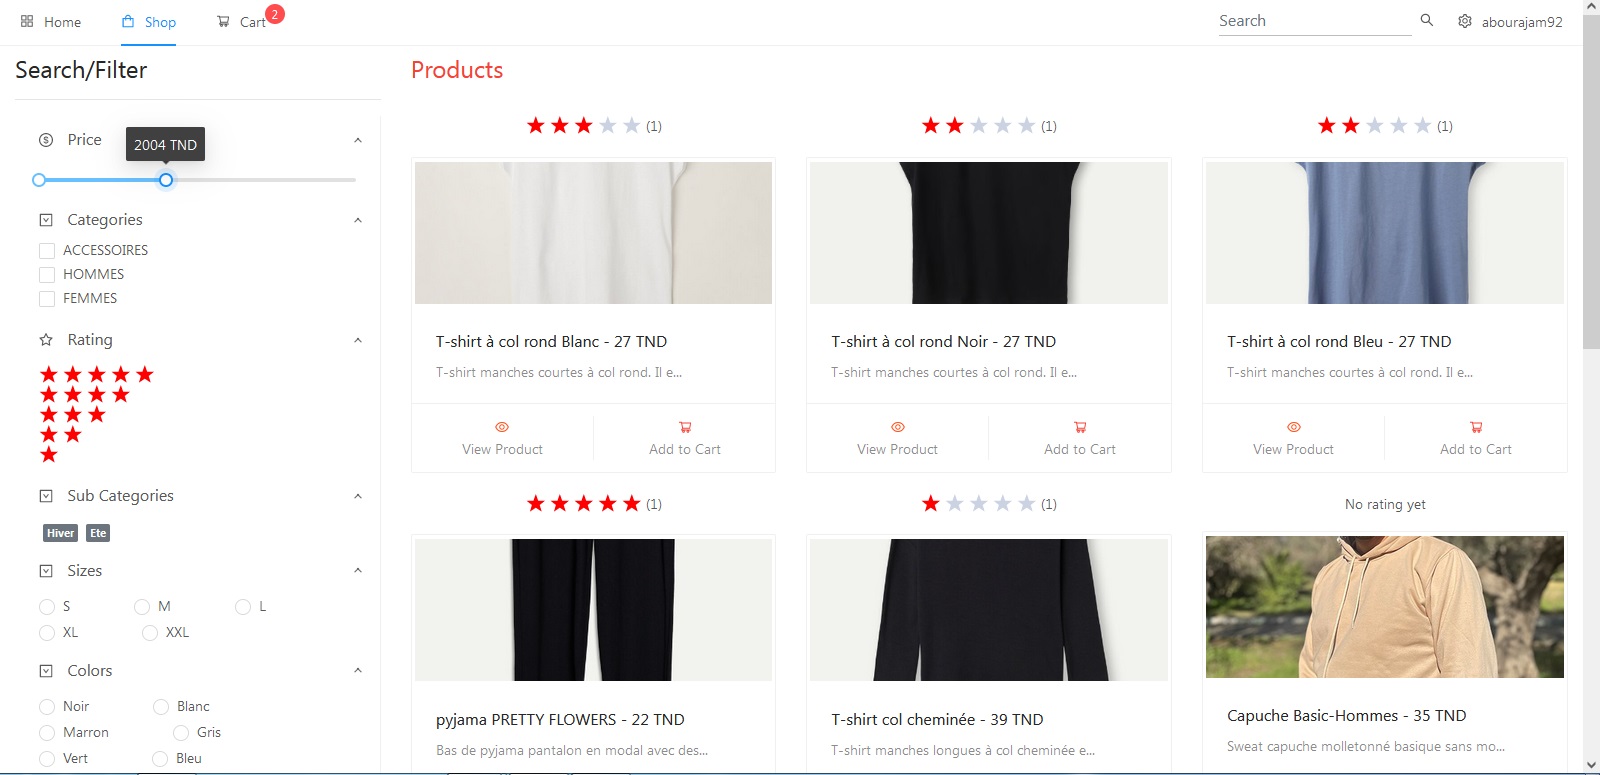 Home
Shop
Cart
2
Search
abourajam92
Search/Filter
Price
2004 TND
Categories
ACCESSOIRES
HOMMES
FEMMES
Rating
Sub Categories
Hiver Ete
Sizes
S M L
XL XXL
Colors
Noir Blanc
Marron Gris
Vert Bleu
Products
(1)
T-shirt à col rond Blanc - 27 TND
T-shirt manches courtes à col rond. Il e...
View Product
Add to Cart
(1)
T-shirt à col rond Noir - 27 TND
T-shirt manches courtes à col rond. Il e...
View Product
Add to Cart
(1)
T-shirt à col rond Bleu - 27 TND
T-shirt manches courtes à col rond. Il e...
View Product
Add to Cart
(1)
pyjama PRETTY FLOWERS - 22 TND
Bas de pyjama pantalon en modal avec des...
(1)
T-shirt col cheminée - 39 TND
T-shirt manches longues à col cheminée e...
No rating yet
Capuche Basic-Hommes - 35 TND
Sweat capuche molletonné basique sans mo...